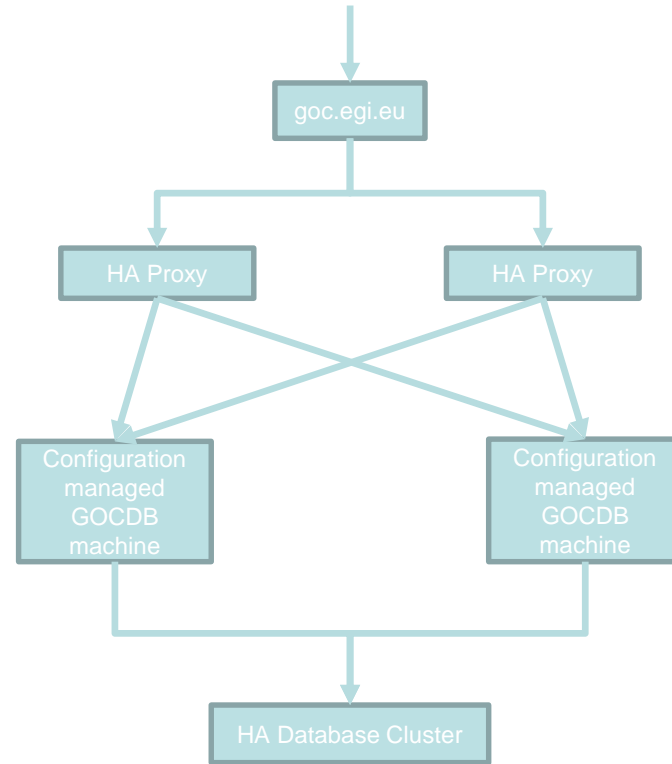 goc.egi.eu
HA Proxy
HA Proxy
Configuration
managed
GOCDB
machine
Configuration
managed
GOCDB
machine
HA Database Cluster